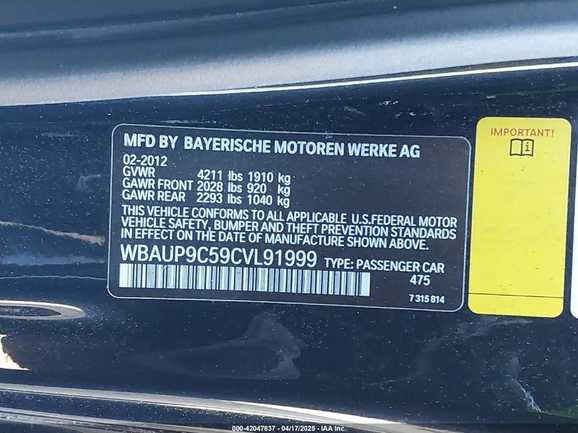 MFD BY BAYERISCHE MOTOREN WERKE AG
02-2012
GVWR 4211 lbs 1910 kg
GAWR FRONT 2028 lbs 920 kg
GAWR REAR 2293 lbs 1040 kg
THIS VEHICLE CONFORMS TO ALL APPLICABLE U.S.FEDERAL MOTOR
VEHICLE SAFETY, BUMPER AND THEFT PREVENTION STANDARDS
IN EFFECT ON THE DATE OF MANUFACTURE SHOWN ABOVE.
WBAUP9C59CVL91999 TYPE: PASSENGER CAR
475
7 315 814
IMPORTANT!
000-42047837 - 04/17/2025 - IAA Inc.